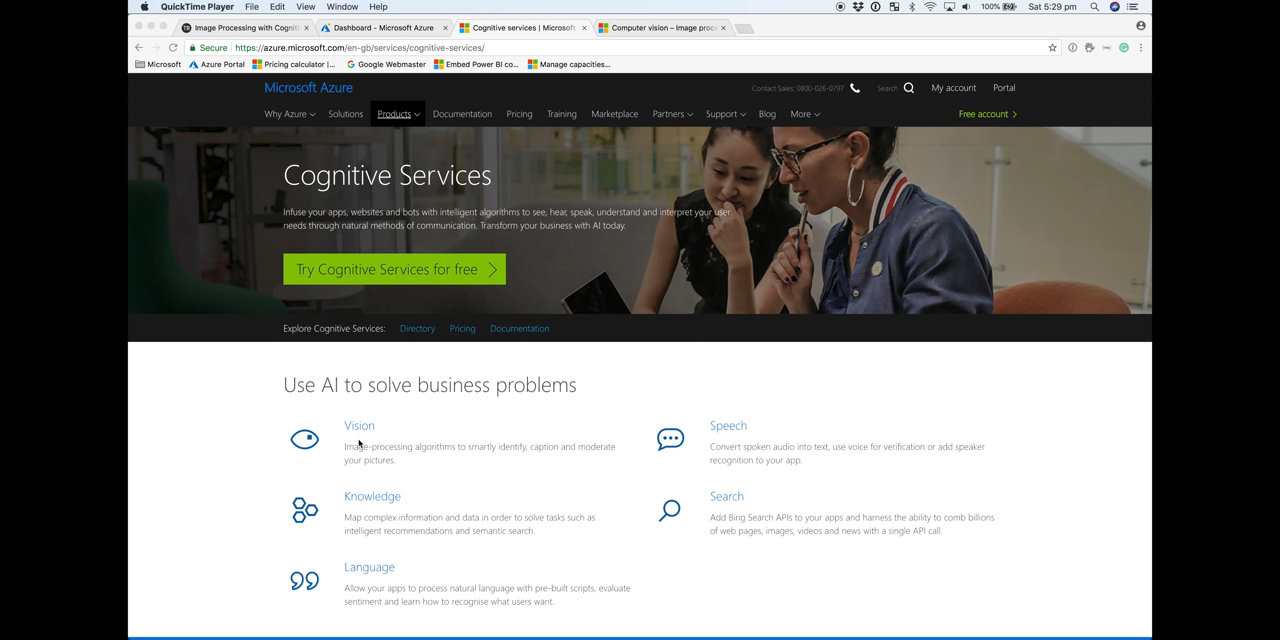 QuickTime Player File Edit View Window Help 100% Sat 5:29 pm
Image Processing with Cogniti Dashboard - Microsoft Azure Cognitive services | Microsoft Computer vision – Image proc
Secure https://azure.microsoft.com/en-gb/services/cognitive-services/
Microsoft Azure Portal Pricing calculator |... Google Webmaster Embed Power BI co... Manage capacities...
Microsoft Azure Contact Sales: 0800-026-0797 Search My account Portal
Why Azure Solutions Products Documentation Pricing Training Marketplace Partners Support Blog More Free account
Cognitive Services
Infuse your apps, websites and bots with intelligent algorithms to see, hear, speak, understand and interpret your user
needs through natural methods of communication. Transform your business with AI today.
Try Cognitive Services for free
Explore Cognitive Services: Directory Pricing Documentation
Use AI to solve business problems
Vision
Image-processing algorithms to smartly identify, caption and moderate
your pictures.
Speech
Convert spoken audio into text, use voice for verification or add speaker
recognition to your app.
Knowledge
Map complex information and data in order to solve tasks such as
intelligent recommendations and semantic search.
Search
Add Bing Search APIs to your apps and harness the ability to comb billions
of web pages, images, videos and news with a single API call.
Language
Allow your apps to process natural language with pre-built scripts, evaluate
sentiment and learn how to recognise what users want.